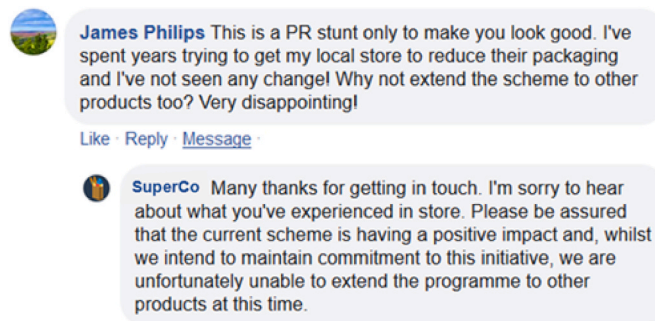 James Philips This is a PR stunt only to make you look good. I've
spent years trying to get my local store to reduce their packaging
and I've not seen any change! Why not extend the scheme to other
products too? Very disappointing!
Like · Reply · Message ·
SuperCo Many thanks for getting in touch. I'm sorry to hear
about what you've experienced in store. Please be assured
that the current scheme is having a positive impact and, whilst
we intend to maintain commitment to this initiative, we are
unfortunately unable to extend the programme to other
products at this time.